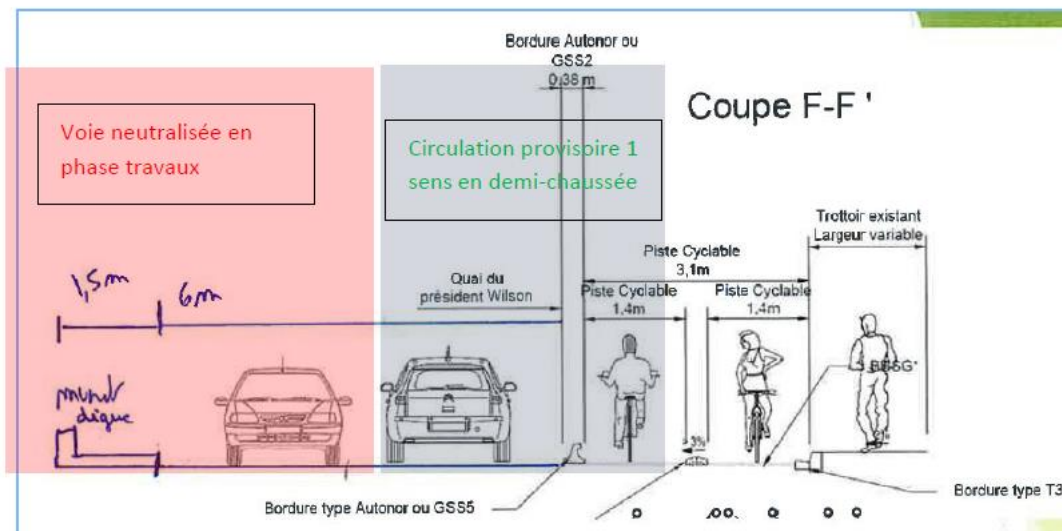 Bordure Autonor ou
GSS2
0,38 m
Coupe F-F '
Voie neutralisée en
phase travaux
Circulation provisoire 1
sens en demi-chaussée
Trottoir existant
Largeur variable
Piste Cyclable
3,1m
1,5m
6m
Quai du
président Wilson
Piste Cyclable
1,4m
Piste Cyclable
1,4m
muret
digue
3%
Bordure type Autonor ou GSS5
Bordure type T3